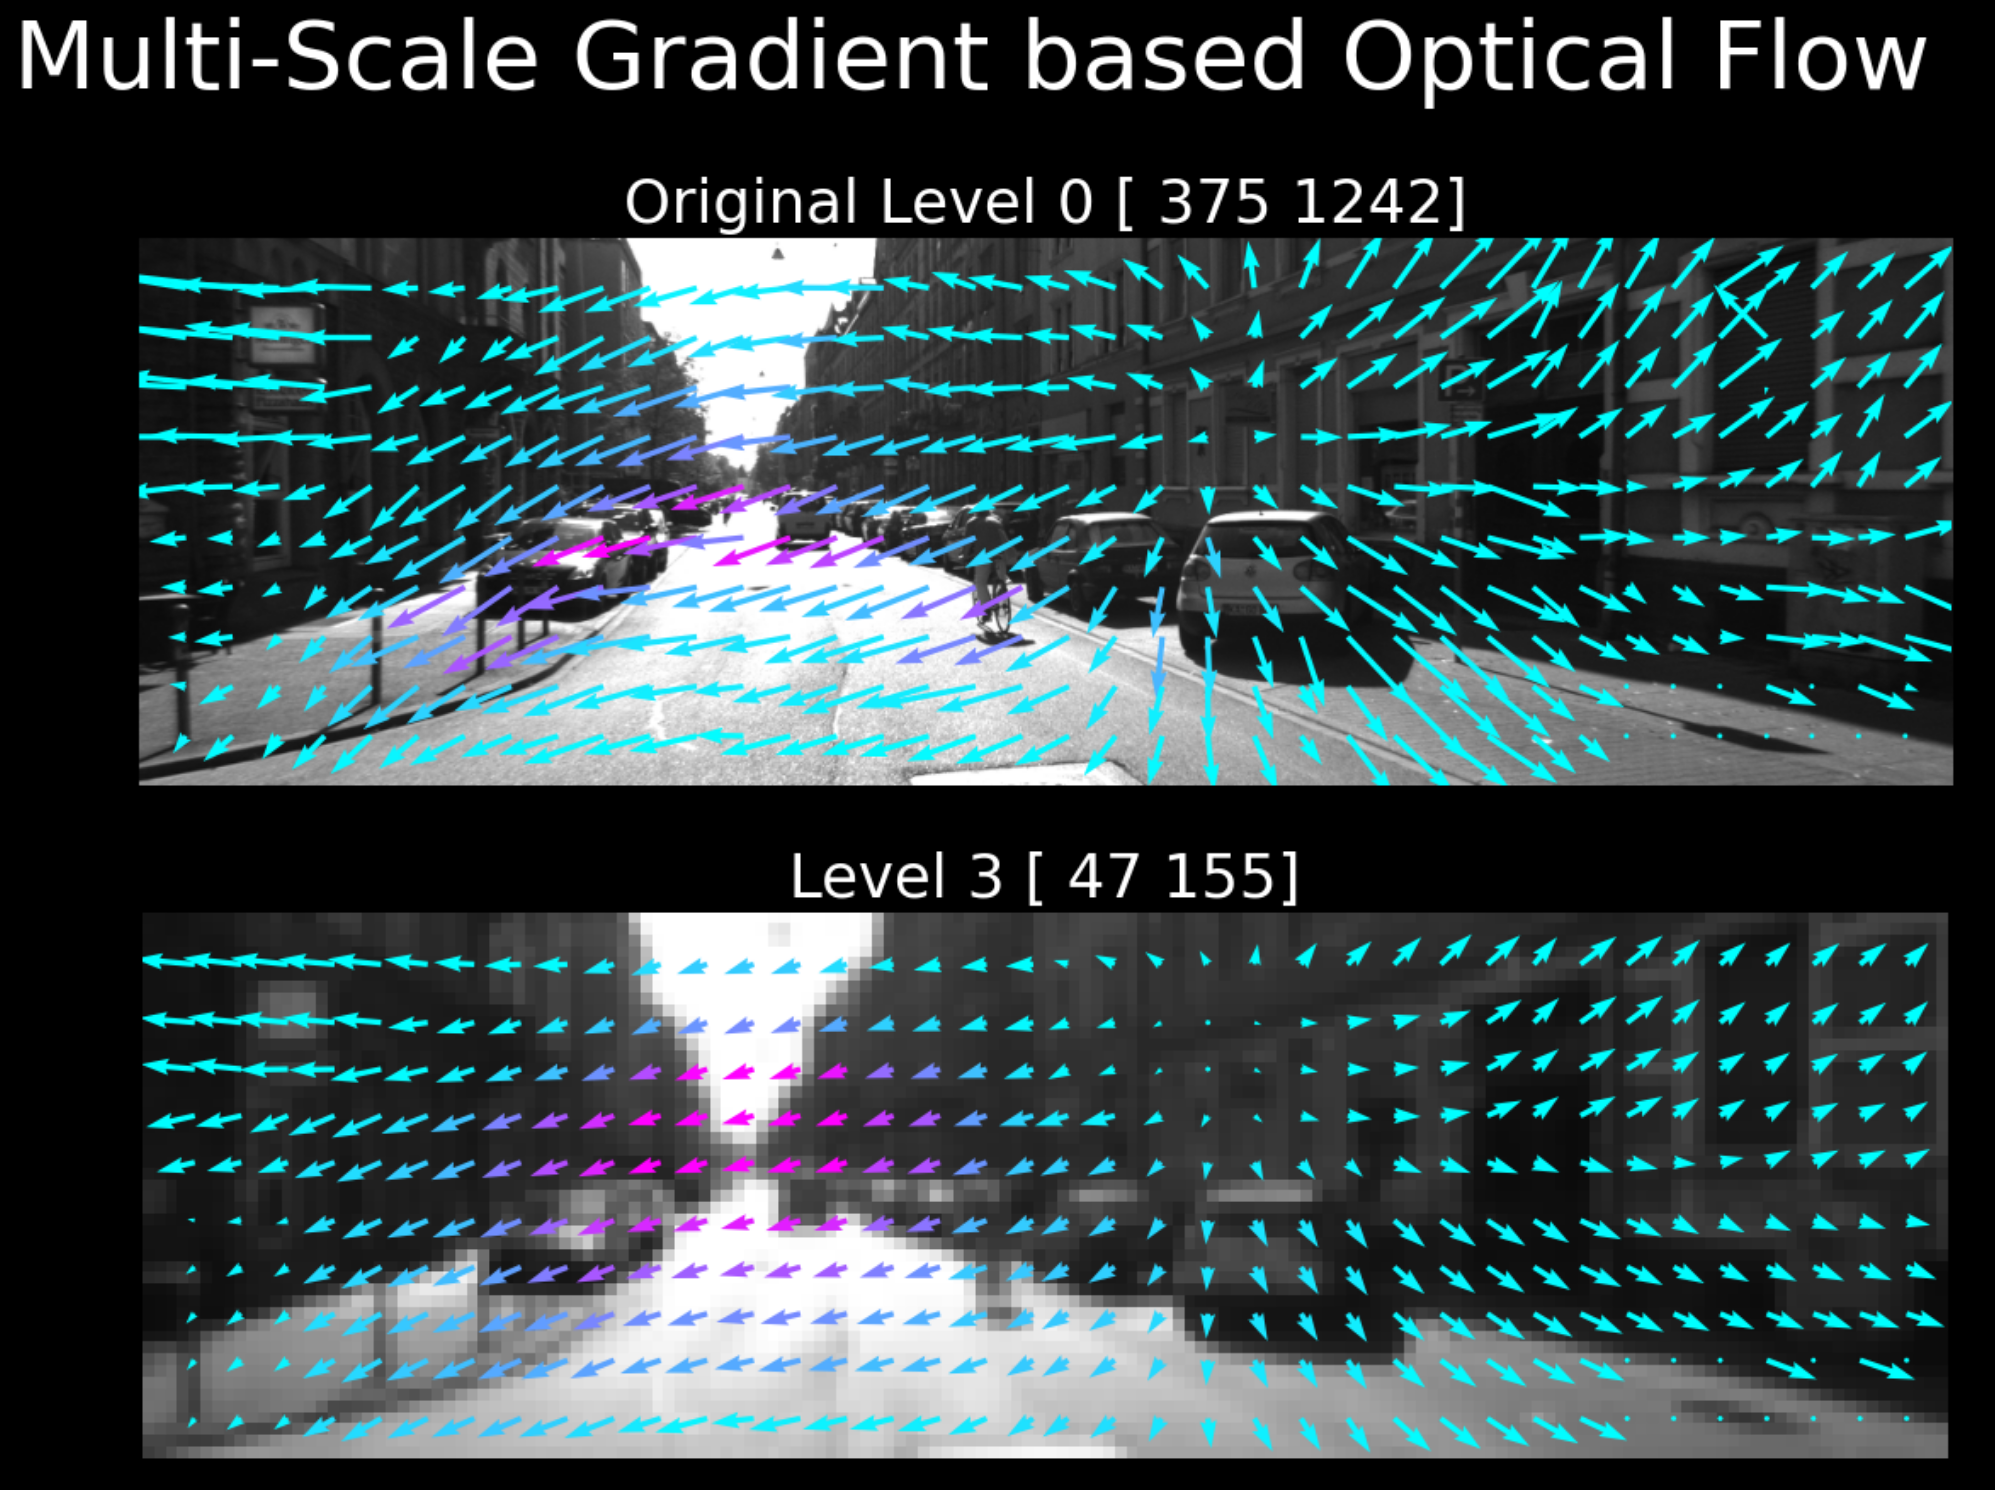 Multi-Scale Gradient based Optical Flow
Original Level 0 [ 375 1242]
Level 3 [ 47 155]